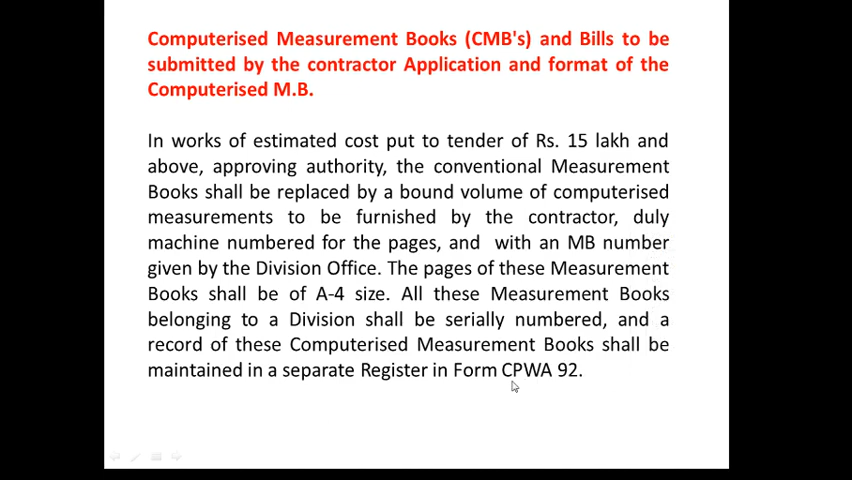 Computerised Measurement Books (CMB's) and Bills to be
submitted by the contractor Application and format of the
Computerised M.B.
In works of estimated cost put to tender of Rs. 15 lakh and
above, approving authority, the conventional Measurement
Books shall be replaced by a bound volume of computerised
measurements to be furnished by the contractor, duly
machine numbered for the pages, and with an MB number
given by the Division Office. The pages of these Measurement
Books shall be of A-4 size. All these Measurement Books
belonging to a Division shall be serially numbered, and a
record of these Computerised Measurement Books shall be
maintained in a separate Register in Form CPWA 92.